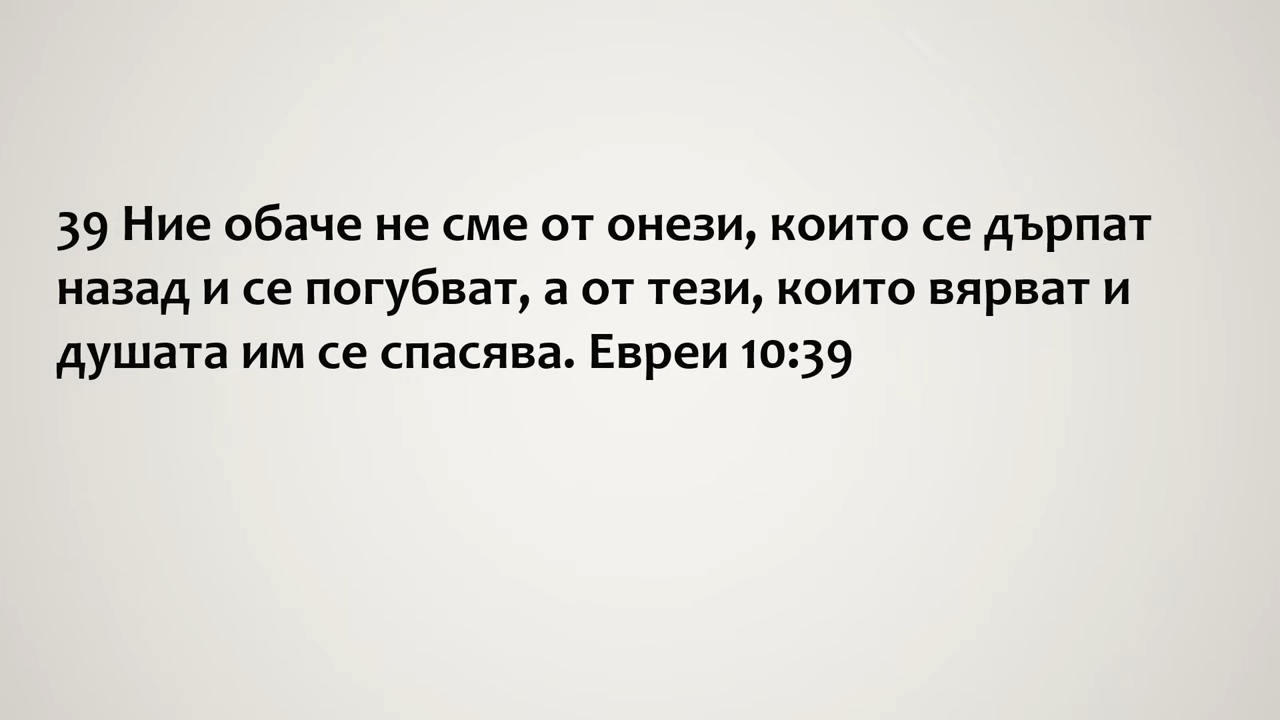 39 Ние обаче не сме от онези, които се дърпат
назад и се погубват, а от тези, които вярват и
душата им се спасява. Евреи 10:39